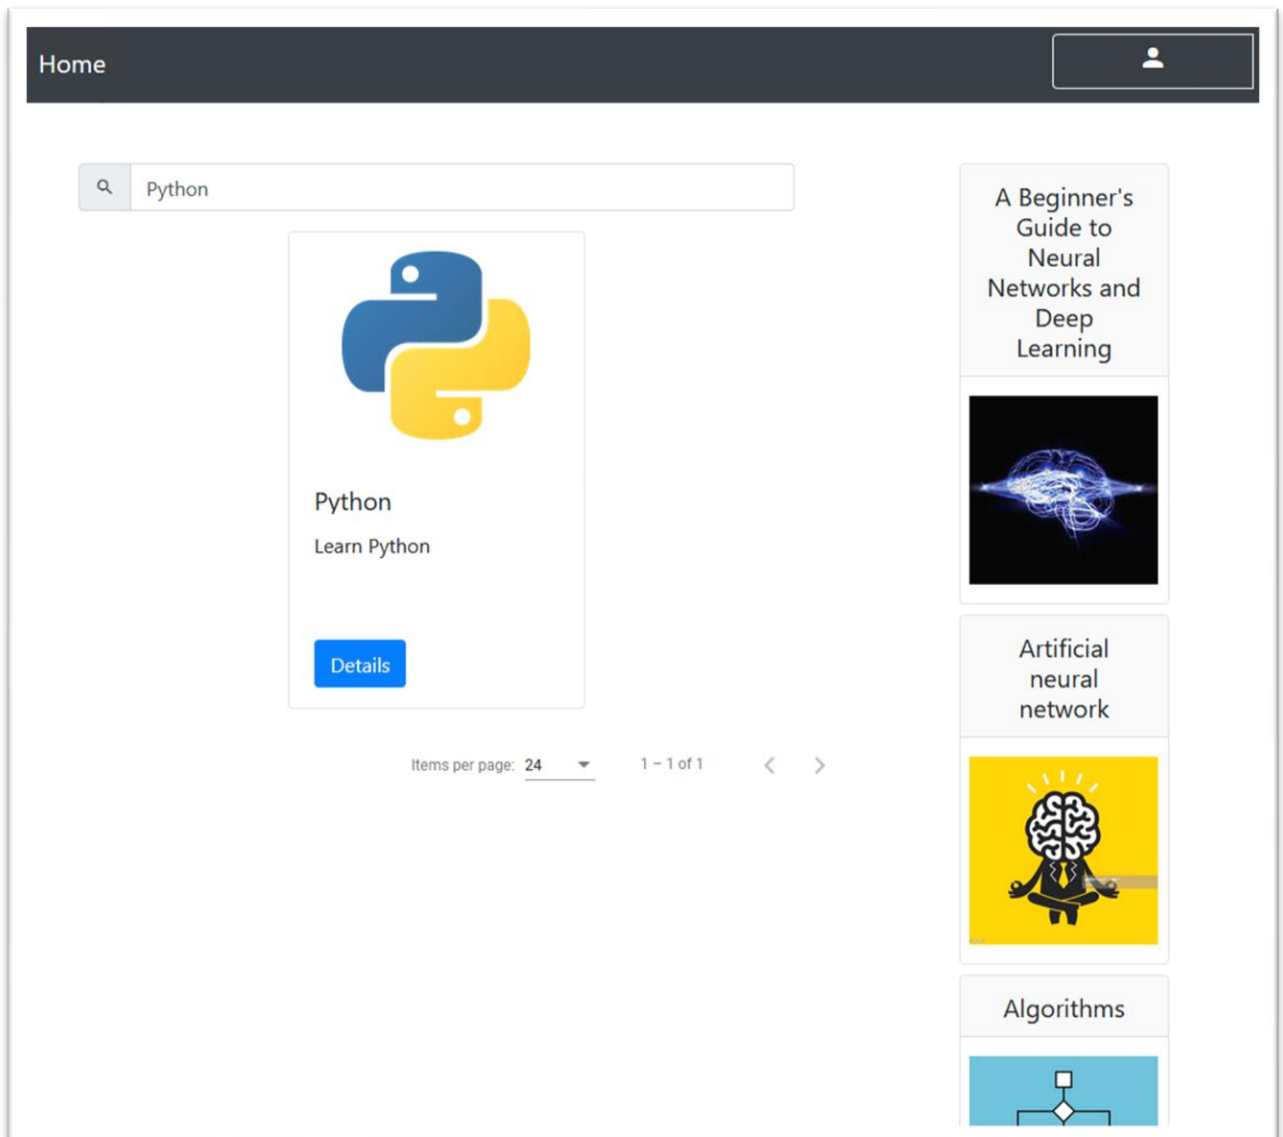 Home
Python
Python
Learn Python
Details
Items per page: 24
1 – 1 of 1
A Beginner's
Guide to
Neural
Networks and
Deep
Learning
Artificial
neural
network
Algorithms